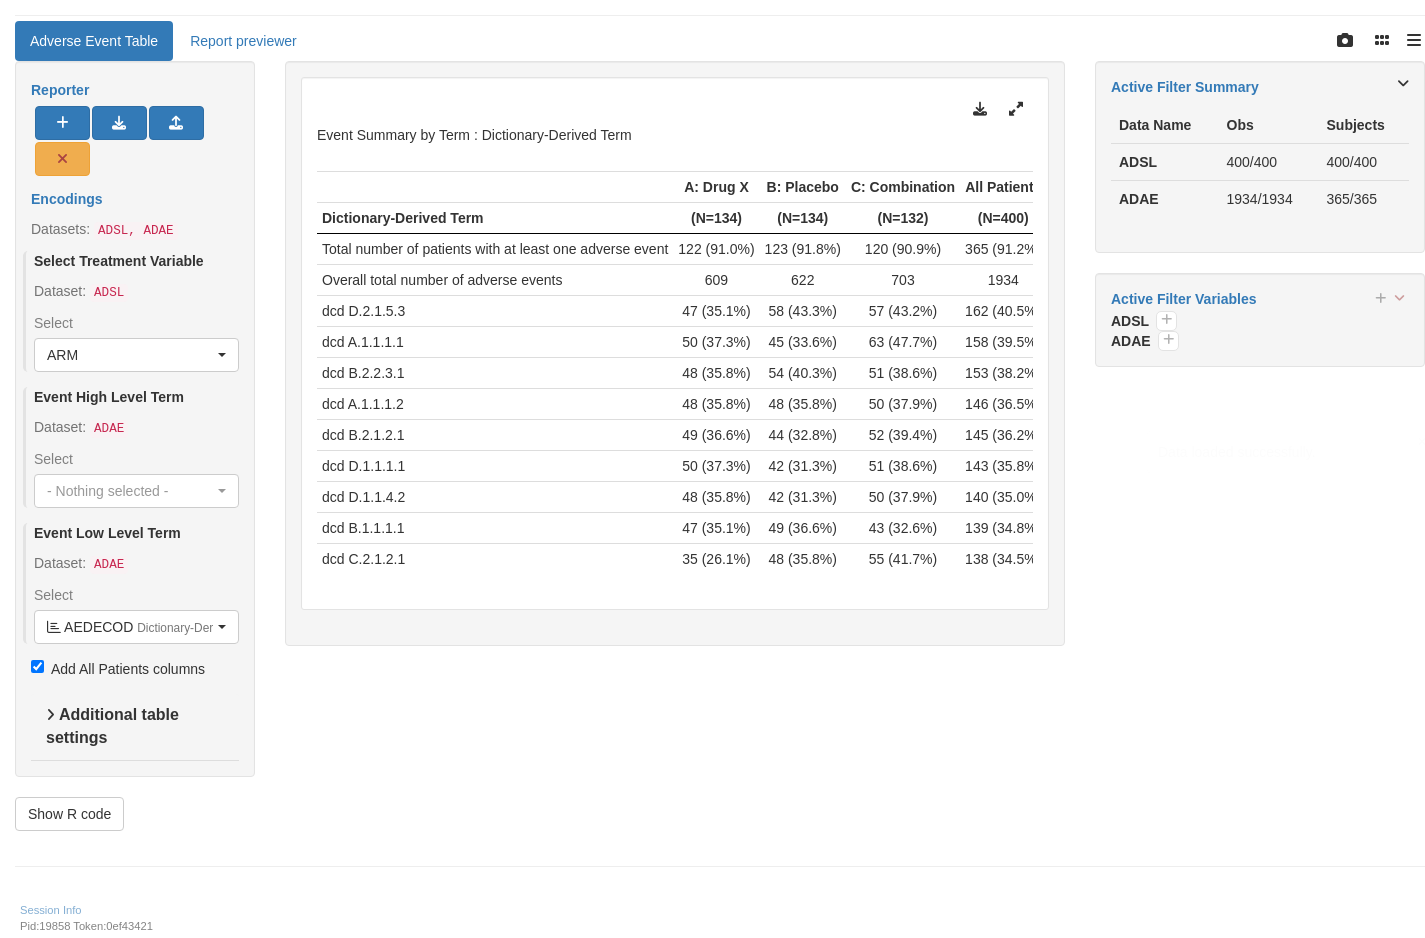 Adverse Event Table Report previewer
Reporter
Encodings
Datasets: ADSL, ADAE
Select Treatment Variable
Dataset: ADSL
Select
ARM
Event High Level Term
Dataset: ADAE
Select
- Nothing selected -
Event Low Level Term
Dataset: ADAE
Select
AEDECOD Dictionary-Der
Add All Patients columns
Additional table
settings
Show R code
Event Summary by Term : Dictionary-Derived Term
A: Drug X B: Placebo C: Combination All Patient
Dictionary-Derived Term (N=134) (N=134) (N=132) (N=400)
Total number of patients with at least one adverse event 122 (91.0%) 123 (91.8%) 120 (90.9%) 365 (91.2%
Overall total number of adverse events 609 622 703 1934
dcd D.2.1.5.3 47 (35.1%) 58 (43.3%) 57 (43.2%) 162 (40.5%
dcd A.1.1.1.1 50 (37.3%) 45 (33.6%) 63 (47.7%) 158 (39.5%
dcd B.2.2.3.1 48 (35.8%) 54 (40.3%) 51 (38.6%) 153 (38.2%
dcd A.1.1.1.2 48 (35.8%) 48 (35.8%) 50 (37.9%) 146 (36.5%
dcd B.2.1.2.1 49 (36.6%) 44 (32.8%) 52 (39.4%) 145 (36.2%
dcd D.1.1.1.1 50 (37.3%) 42 (31.3%) 51 (38.6%) 143 (35.8%
dcd D.1.1.4.2 48 (35.8%) 42 (31.3%) 50 (37.9%) 140 (35.0%
dcd B.1.1.1.1 47 (35.1%) 49 (36.6%) 43 (32.6%) 139 (34.8%
dcd C.2.1.2.1 35 (26.1%) 48 (35.8%) 55 (41.7%) 138 (34.5%
Active Filter Summary
Data Name Obs Subjects
ADSL 400/400 400/400
ADAE 1934/1934 365/365
Active Filter Variables
ADSL
ADAE
Session Info
Pid:19858 Token:0ef43421